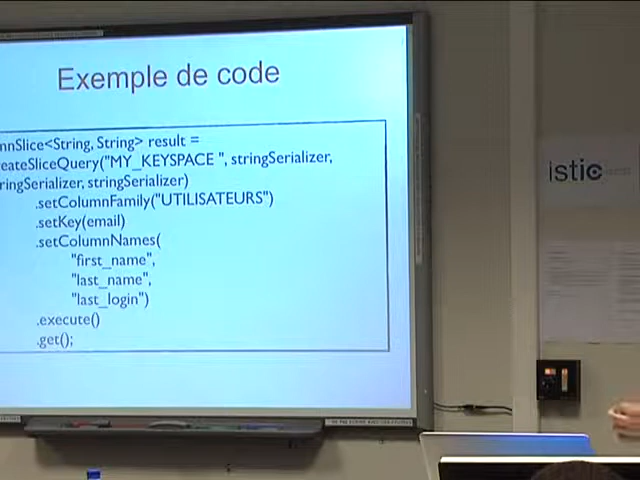 Exemple de code
mnSlice<String, String> result =
eateSliceQuery("MY_KEYSPACE ", stringSerializer,
ringSerializer, stringSerializer)
.setColumnFamily("UTILISATEURS")
.setKey(email)
.setColumnNames(
"first_name",
"last_name",
"last_login")
.execute()
.get();
istic